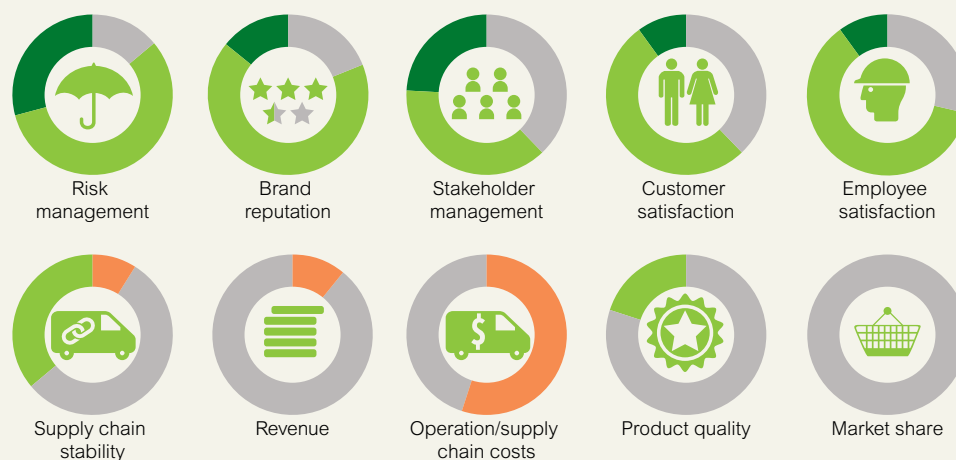 Risk
management
Brand
reputation
Stakeholder
management
Customer
satisfaction
Employee
satisfaction
$
Supply chain
stability
Revenue
Operation/supply
chain costs
Product quality
Market share